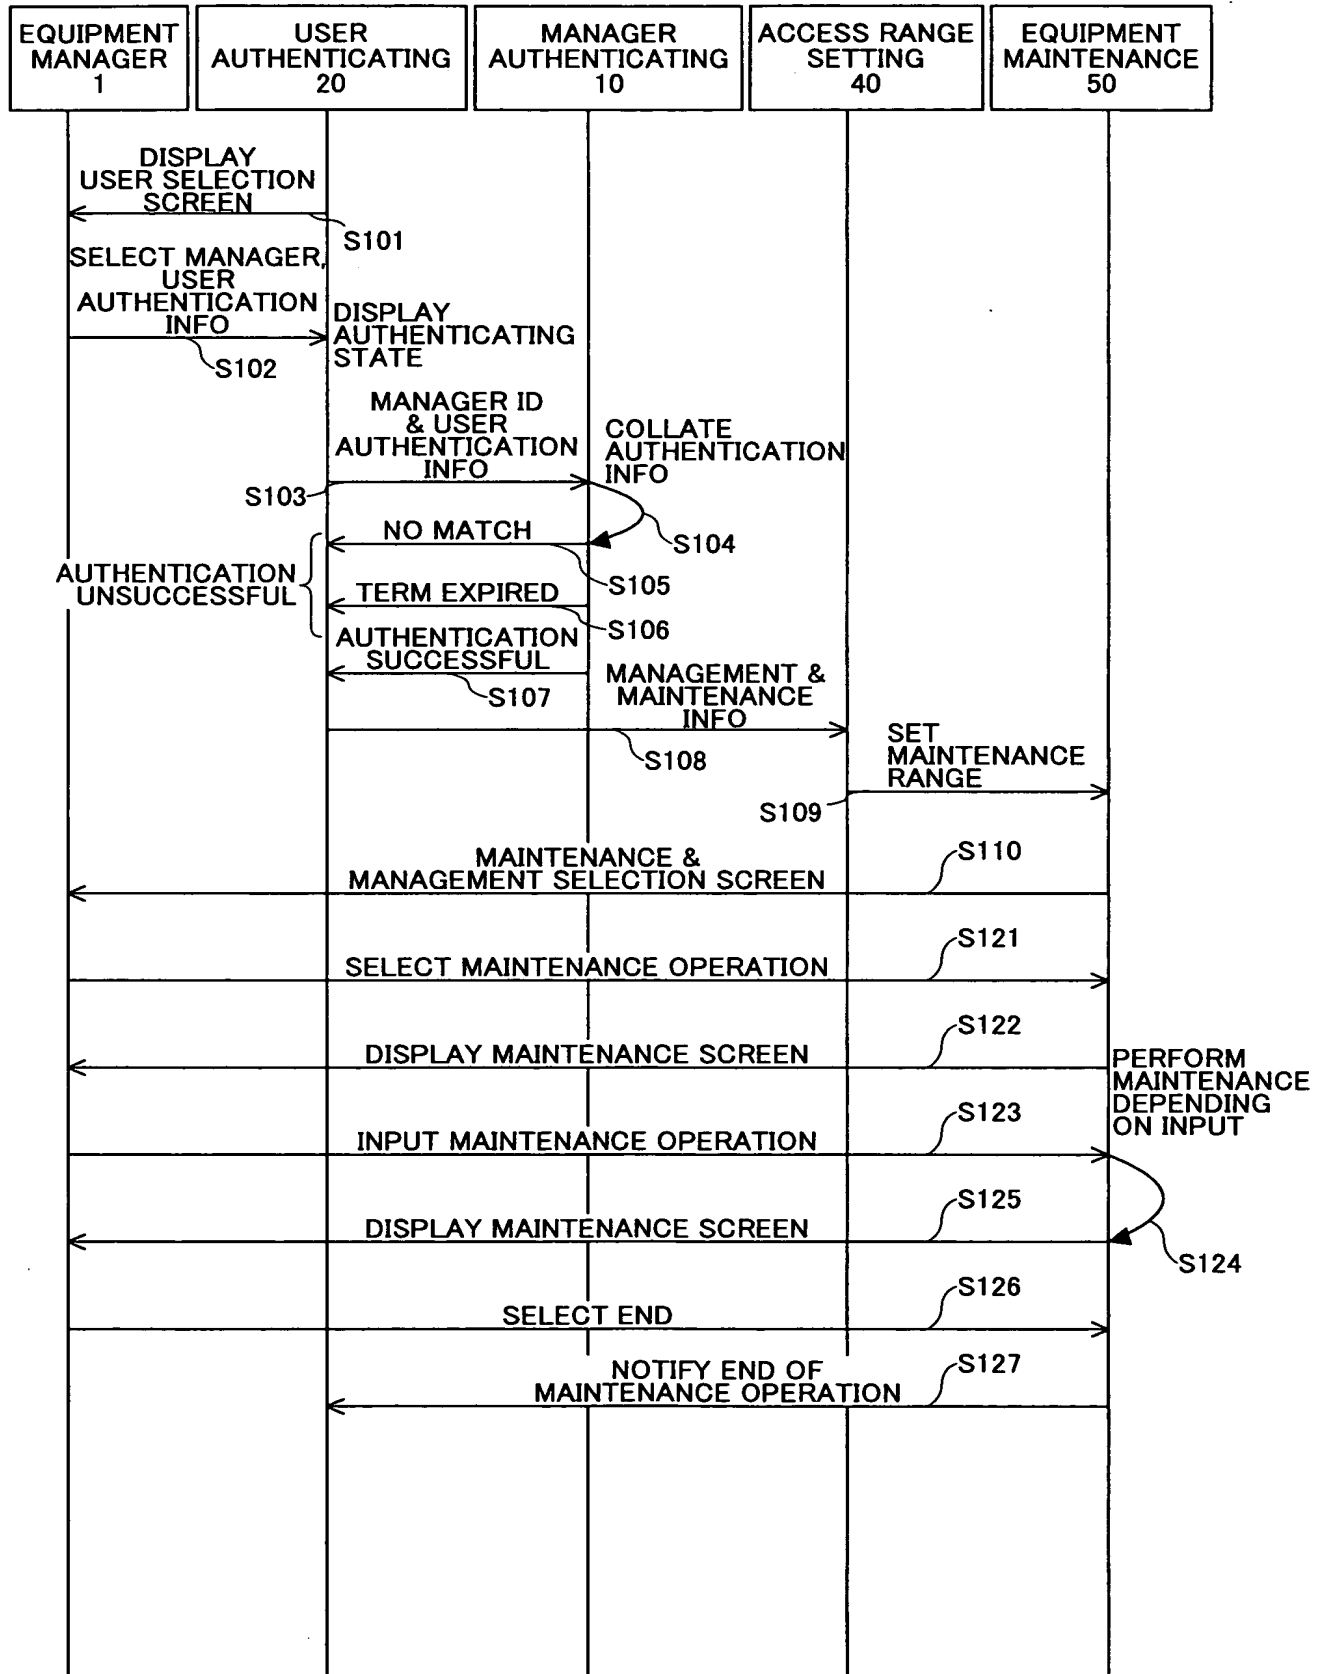 EQUIPMENT
MANAGER
1
USER
AUTHENTICATING
20
MANAGER
AUTHENTICATING
10
ACCESS RANGE
SETTING
40
EQUIPMENT
MAINTENANCE
50
DISPLAY
USER SELECTION
SCREEN
S101
SELECT MANAGER,
USER
AUTHENTICATION
INFO
S102
DISPLAY
AUTHENTICATING
STATE
MANAGER ID
& USER
AUTHENTICATION
INFO
S103
COLLATE
AUTHENTICATION
INFO
S104
NO MATCH
S105
AUTHENTICATION
UNSUCCESSFUL
TERM EXPIRED
S106
AUTHENTICATION
SUCCESSFUL
S107
MANAGEMENT &
MAINTENANCE
INFO
S108
SET
MAINTENANCE
RANGE
S109
MAINTENANCE &
MANAGEMENT SELECTION SCREEN
S110
SELECT MAINTENANCE OPERATION
S121
DISPLAY MAINTENANCE SCREEN
S122
PERFORM
MAINTENANCE
DEPENDING
ON INPUT
INPUT MAINTENANCE OPERATION
S123
S124
DISPLAY MAINTENANCE SCREEN
S125
SELECT END
S126
NOTIFY END OF
MAINTENANCE OPERATION
S127